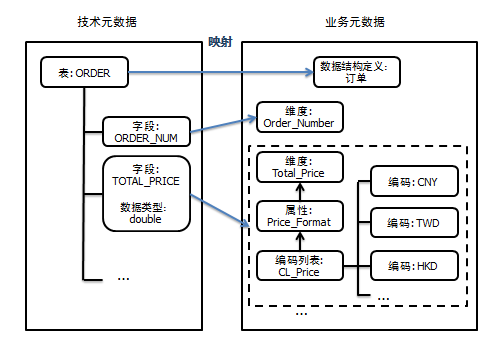 技术元数据
业务元数据
映射
表:ORDER
数据结构定义:
订单
字段:
ORDER_NUM
维度:
Order_Number
字段:
TOTAL_PRICE
数据类型:
double
...
维度:
Total_Price
属性:
Price_Format
编码列表:
CL_Price
编码:CNY
编码:TWD
编码:HKD
...
...